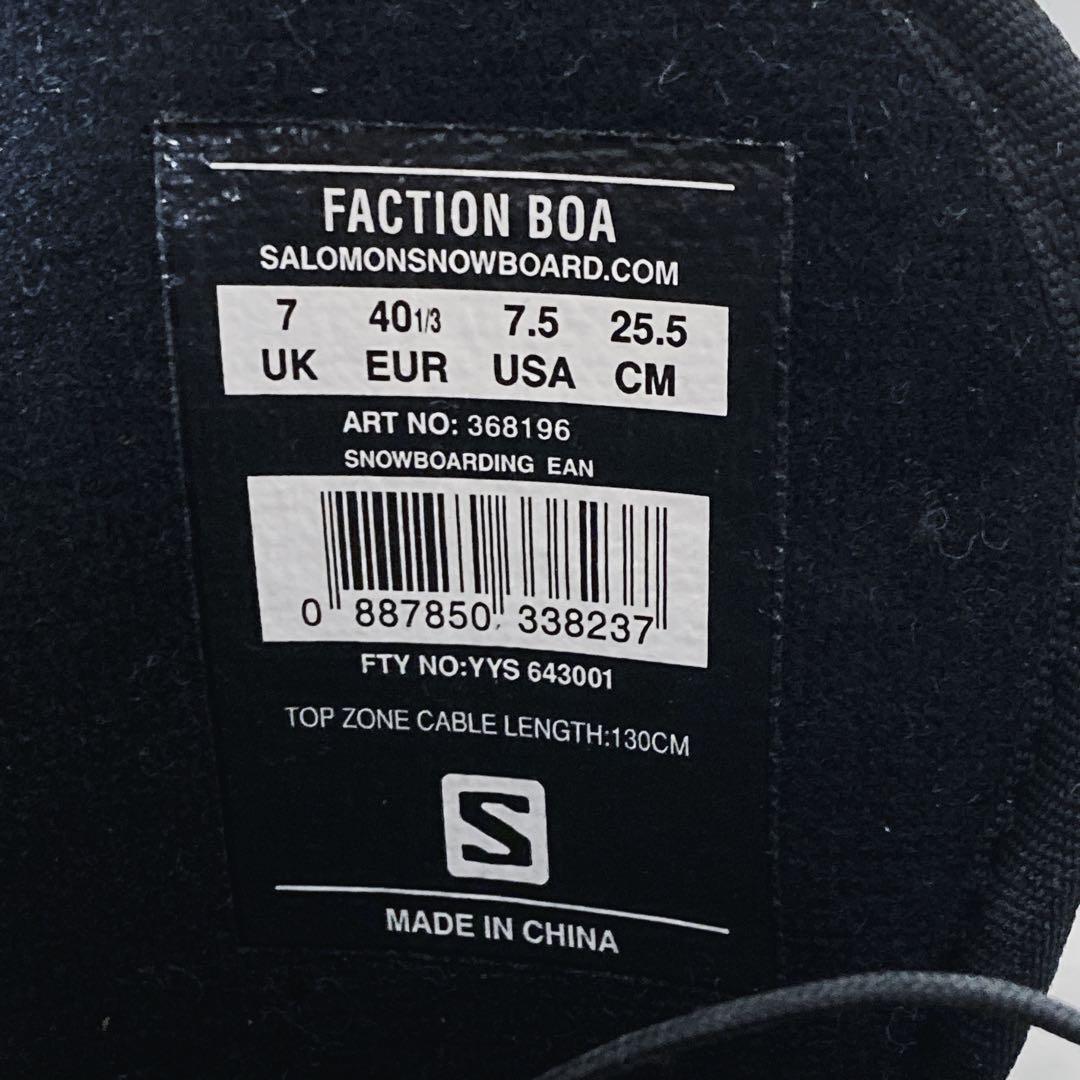 FACTION BOA
SALOMONSNOWBOARD.COM
7 401/3 7.5 25.5
UK EUR USA CM
ART NO: 368196
SNOWBOARDING EAN
0 887850 338237
FTY NO:YYS 643001
TOP ZONE CABLE LENGTH:130CM
S
MADE IN CHINA